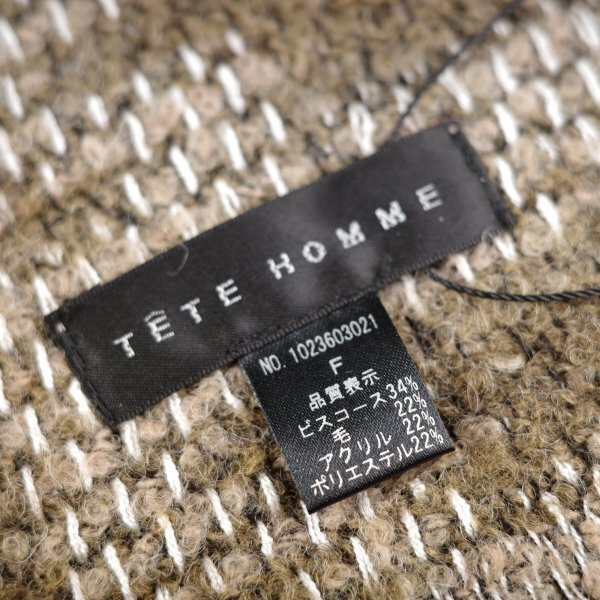 TÊTE HOMME
NO. 1023603021
F
品質表示
ビスコース34%
毛 22%
アクリル 22%
ポリエステル22%